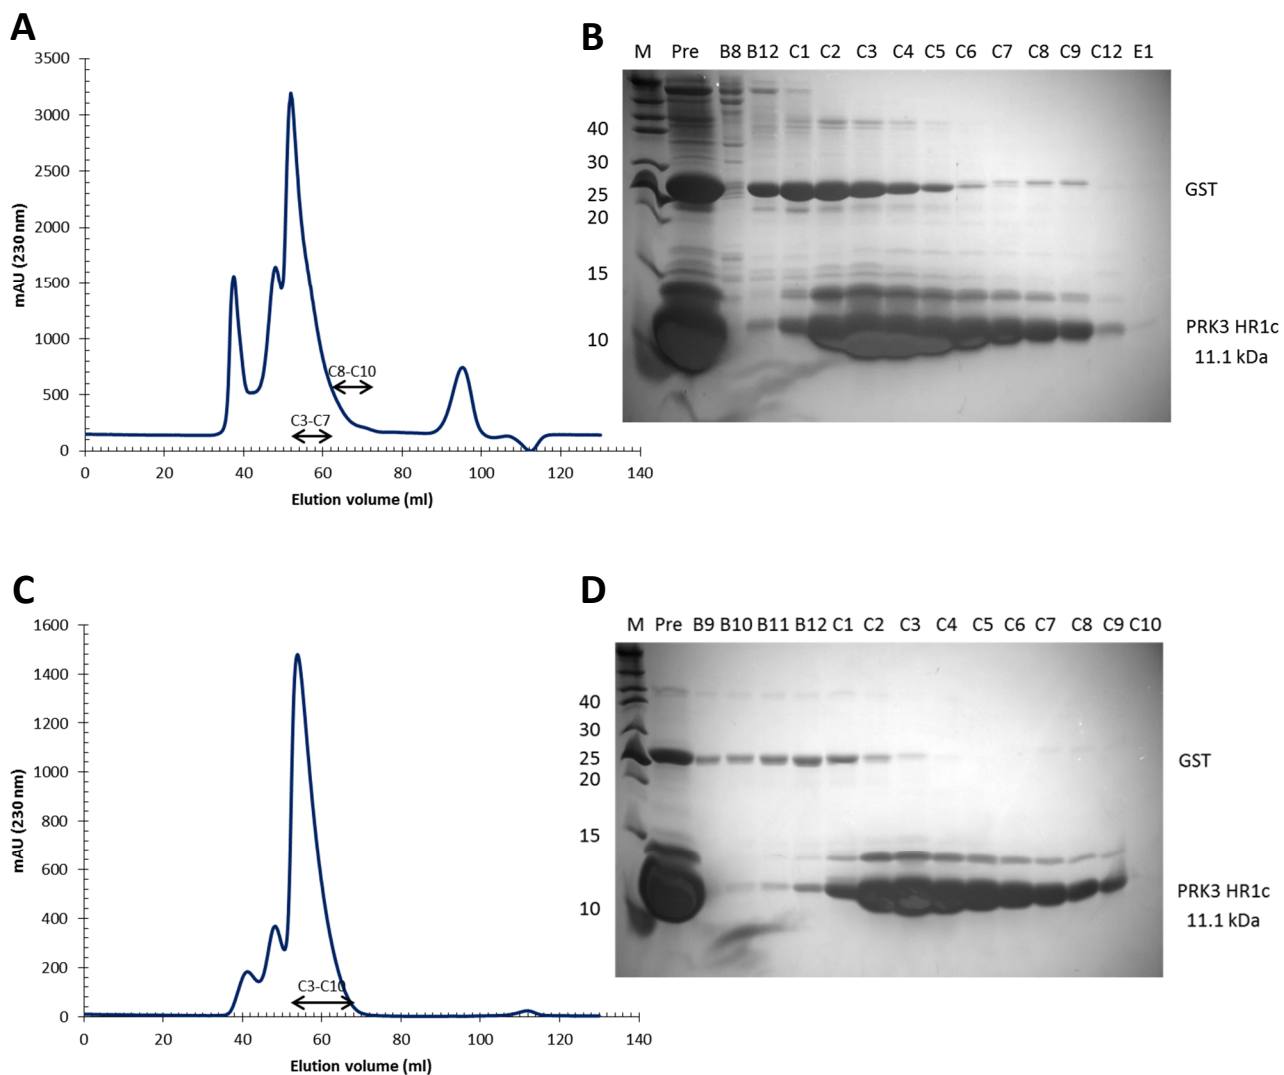 A
3500
3000
2500
2000
1500
1000
500
0
mAU (230 nm)
C8-C10
C3-C7
0 20 40 60 80 100 120 140
Elution volume (ml)
B
M Pre B8 B12 C1 C2 C3 C4 C5 C6 C7 C8 C9 C12 E1
40
30
25
20
15
10
GST
PRK3 HR1c
11.1 kDa
C
1600
1400
1200
1000
800
600
400
200
0
mAU (230 nm)
C3-C10
0 20 40 60 80 100 120 140
Elution volume (ml)
D
M Pre B9 B10 B11 B12 C1 C2 C3 C4 C5 C6 C7 C8 C9 C10
40
30
25
20
15
10
GST
PRK3 HR1c
11.1 kDa